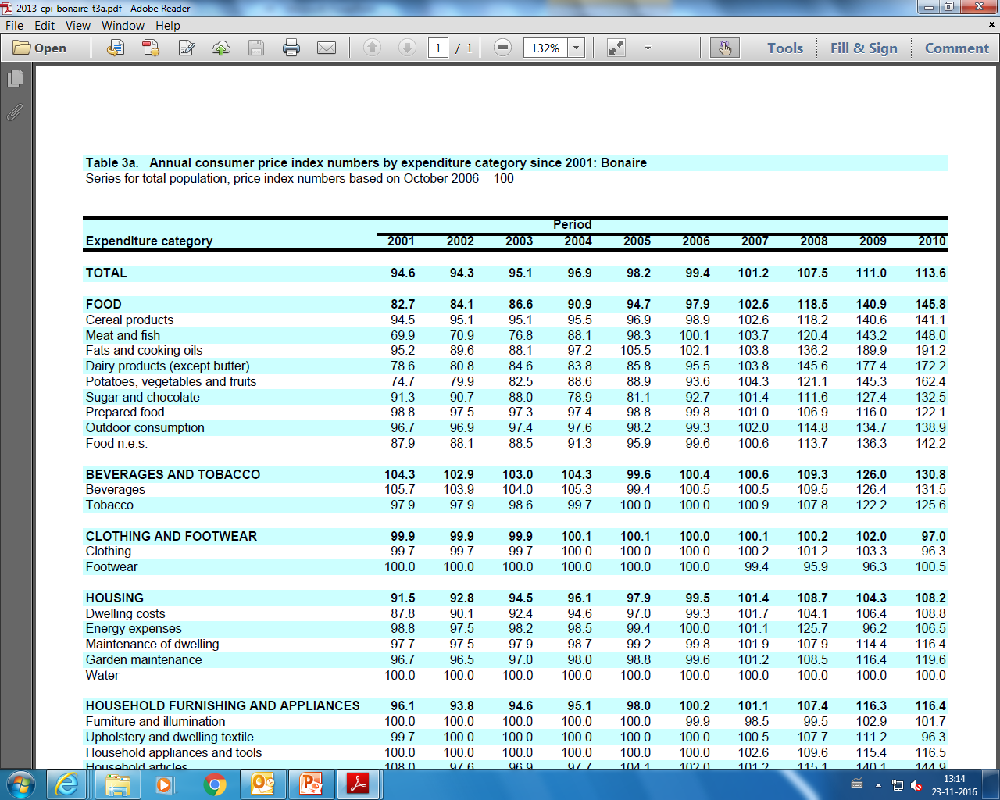 2013-cpi-bonaire-t3a.pdf - Adobe Reader
File Edit View Window Help
Open 1 / 1 132% Tools Fill & Sign Comment
Table 3a. Annual consumer price index numbers by expenditure category since 2001: Bonaire
Series for total population, price index numbers based on October 2006 = 100
Period
Expenditure category 2001 2002 2003 2004 2005 2006 2007 2008 2009 2010
TOTAL 94.6 94.3 95.1 96.9 98.2 99.4 101.2 107.5 111.0 113.6
FOOD 82.7 84.1 86.6 90.9 94.7 97.9 102.5 118.5 140.9 145.8
Cereal products 94.5 95.1 95.1 95.5 96.9 98.9 102.6 118.2 140.6 141.1
Meat and fish 69.9 70.9 76.8 88.1 98.3 100.1 103.7 120.4 143.2 148.0
Fats and cooking oils 95.2 89.6 88.1 97.2 105.5 102.1 103.8 136.2 189.9 191.2
Dairy products (except butter) 78.6 80.8 84.6 83.8 85.8 95.5 103.8 145.6 177.4 172.2
Potatoes, vegetables and fruits 74.7 79.9 82.5 88.6 88.9 93.6 104.3 121.1 145.3 162.4
Sugar and chocolate 91.3 90.7 88.0 78.9 81.1 92.7 101.4 111.6 127.4 132.5
Prepared food 98.8 97.5 97.3 97.4 98.8 99.8 101.0 106.9 116.0 122.1
Outdoor consumption 96.7 96.9 97.4 97.6 98.2 99.3 102.0 114.8 134.7 138.9
Food n.e.s. 87.9 88.1 88.5 91.3 95.9 99.6 100.6 113.7 136.3 142.2
BEVERAGES AND TOBACCO 104.3 102.9 103.0 104.3 99.6 100.4 100.6 109.3 126.0 130.8
Beverages 105.7 103.9 104.0 105.3 99.4 100.5 100.5 109.5 126.4 131.5
Tobacco 97.9 97.9 98.6 99.7 100.0 100.0 100.9 107.8 122.2 125.6
CLOTHING AND FOOTWEAR 99.9 99.9 99.9 100.1 100.1 100.0 100.1 100.2 102.0 97.0
Clothing 99.7 99.7 99.7 100.0 100.0 100.0 100.2 101.2 103.3 96.3
Footwear 100.0 100.0 100.0 100.0 100.0 100.0 99.4 95.9 96.3 100.5
HOUSING 91.5 92.8 94.5 96.1 97.9 99.5 101.4 108.7 104.3 108.2
Dwelling costs 87.8 90.1 92.4 94.6 97.0 99.3 101.7 104.1 106.4 108.8
Energy expenses 98.8 97.5 98.2 98.5 99.4 100.0 101.1 125.7 96.2 106.5
Maintenance of dwelling 97.7 97.5 97.9 98.7 99.2 99.8 101.9 107.9 114.4 116.4
Garden maintenance 96.7 96.5 97.0 98.0 98.8 99.6 101.2 108.5 116.4 119.6
Water 100.0 100.0 100.0 100.0 100.0 100.0 100.0 100.0 100.0 100.0
HOUSEHOLD FURNISHING AND APPLIANCES 96.1 93.8 94.6 95.1 98.0 100.2 101.1 107.4 116.3 116.4
Furniture and illumination 100.0 100.0 100.0 100.0 100.0 99.9 98.5 99.5 102.9 101.7
Upholstery and dwelling textile 99.7 100.0 100.0 100.0 100.0 100.0 100.5 107.7 111.2 96.3
Household appliances and tools 100.0 100.0 100.0 100.0 100.0 100.0 102.6 109.6 115.4 116.5
Household articles 108.0 97.6 96.9 97.7 104.1 102.0 101.2 115.1 140.1 144.9
13:14
23-11-2016